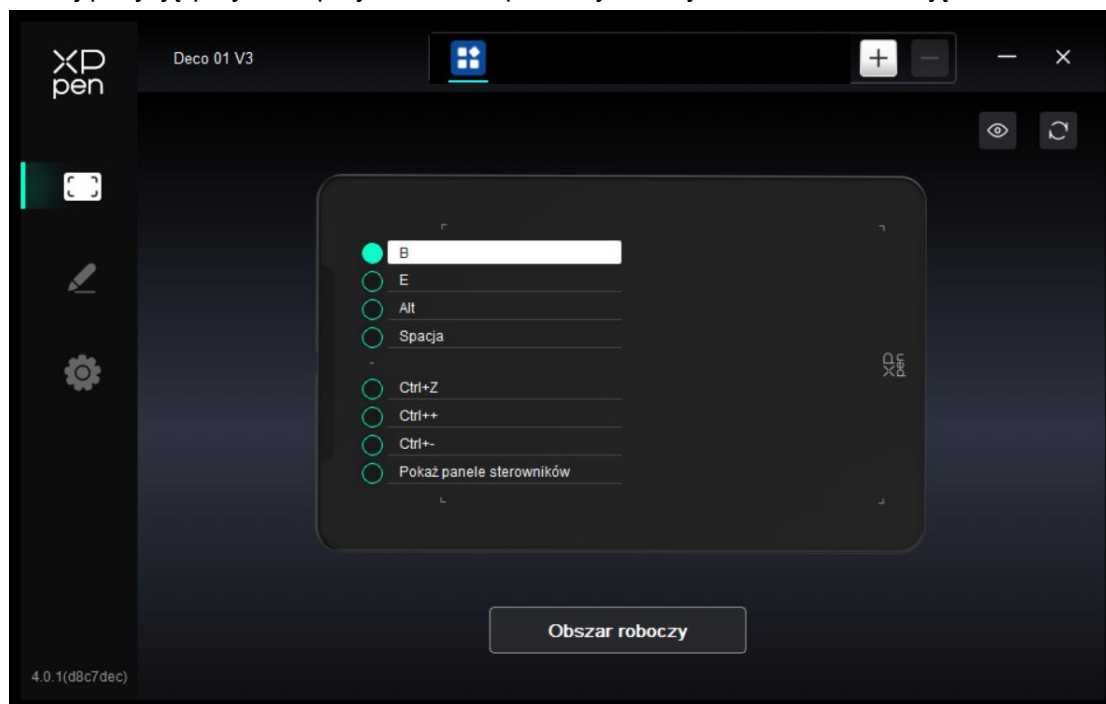 XP
pen
Deco 01 V3
B
E
Alt
Spacja
-
Ctrl+Z
Ctrl++
Ctrl+-
Pokaż panele sterowników
XP
pen
Obszar roboczy
4.0.1(d8c7dec)